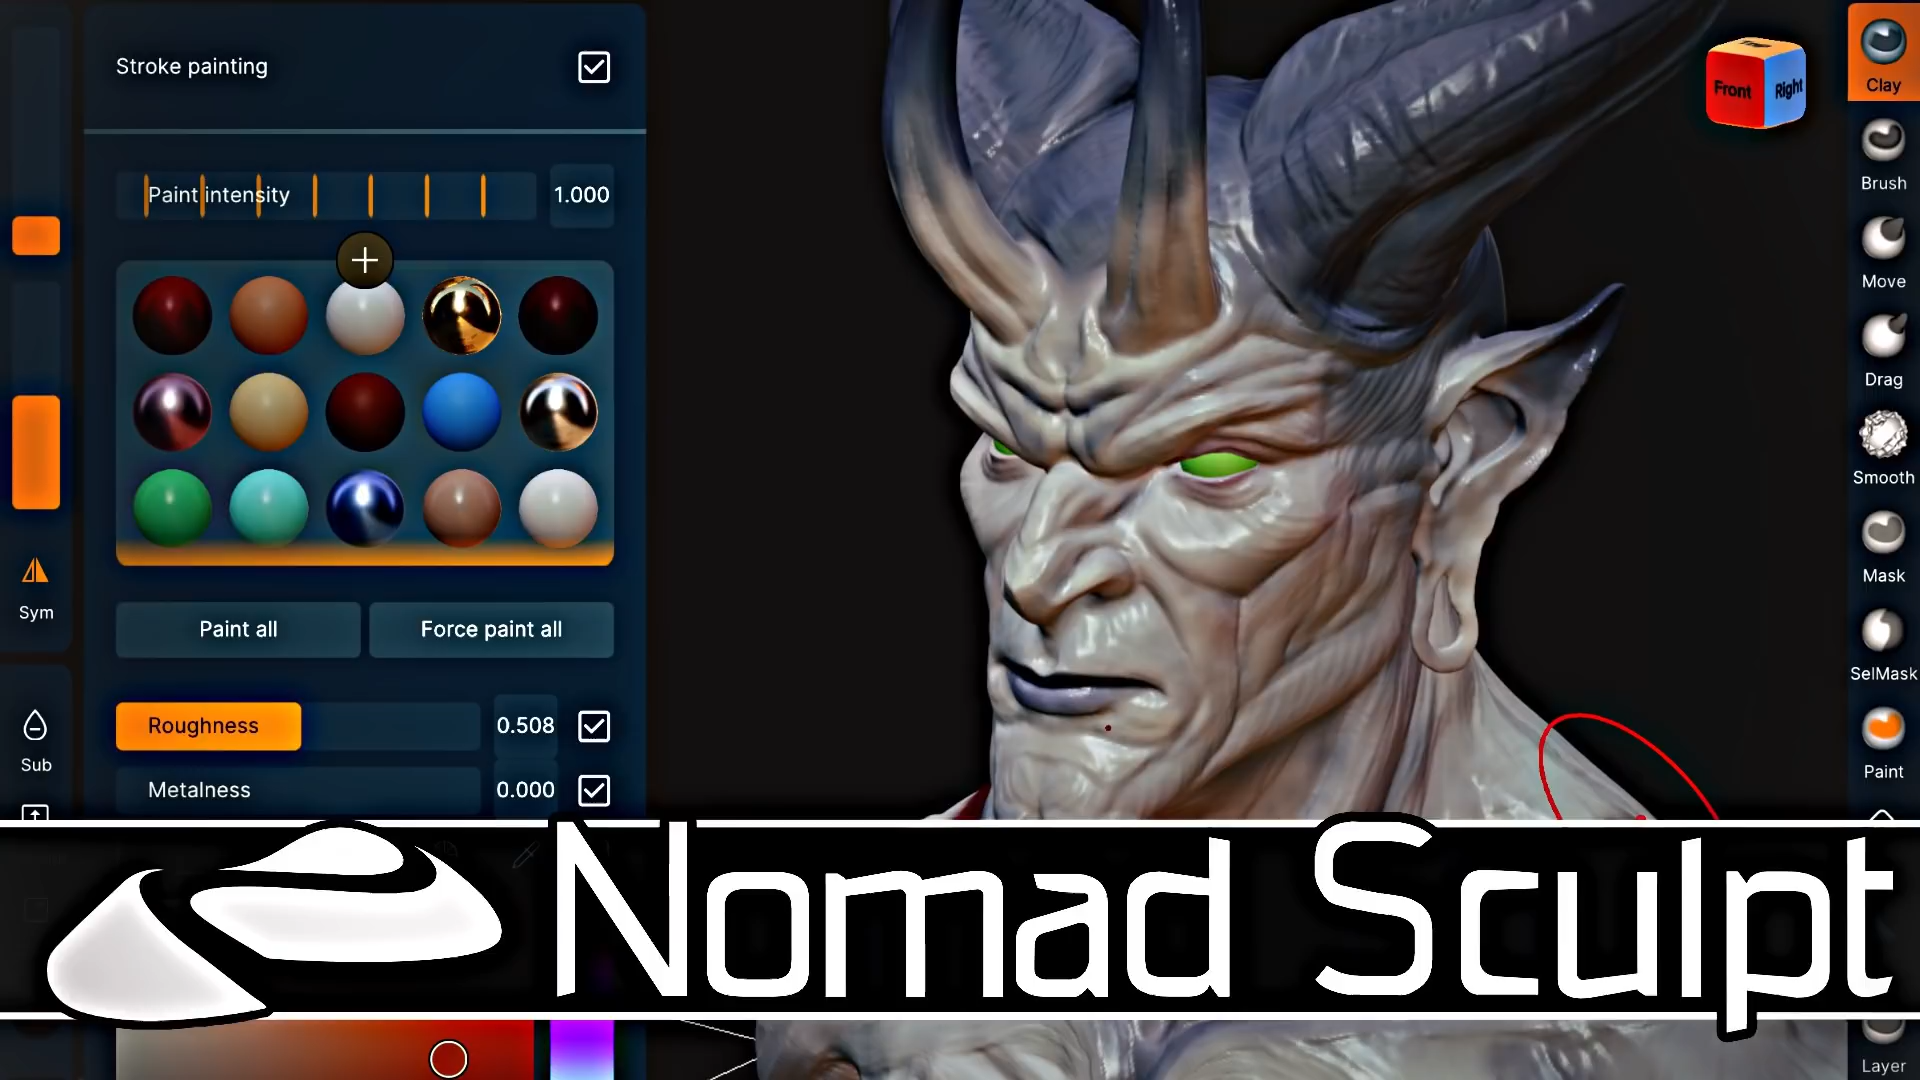 Stroke painting
Paint intensity 1.000
Paint all
Force paint all
Roughness 0.508
Metalness 0.000
Sym
Sub
Front
Right
Clay
Brush
Move
Drag
Smooth
Mask
SelMask
Paint
Nomad Sculpt
Layer